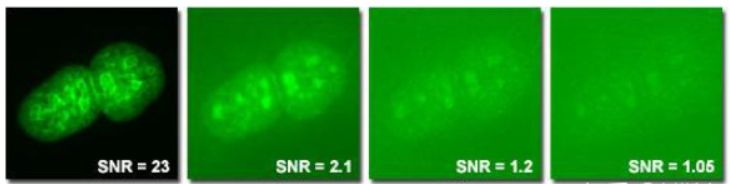 SNR = 23
SNR = 2.1
SNR = 1.2
SNR = 1.05